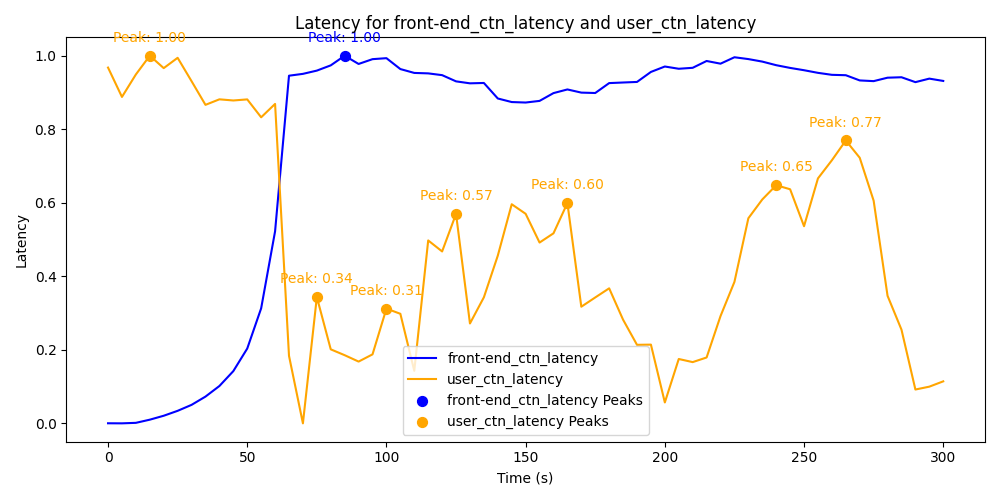 Latency for front-end_ctn_latency and user_ctn_latency
Peak: 1.00
Peak: 1.00
Peak: 0.77
Peak: 0.65
Peak: 0.60
Peak: 0.57
Peak: 0.34
Peak: 0.31
Latency
1.0
0.8
0.6
0.4
0.2
0.0
front-end_ctn_latency
user_ctn_latency
front-end_ctn_latency Peaks
user_ctn_latency Peaks
0 50 100 150 200 250 300
Time (s)